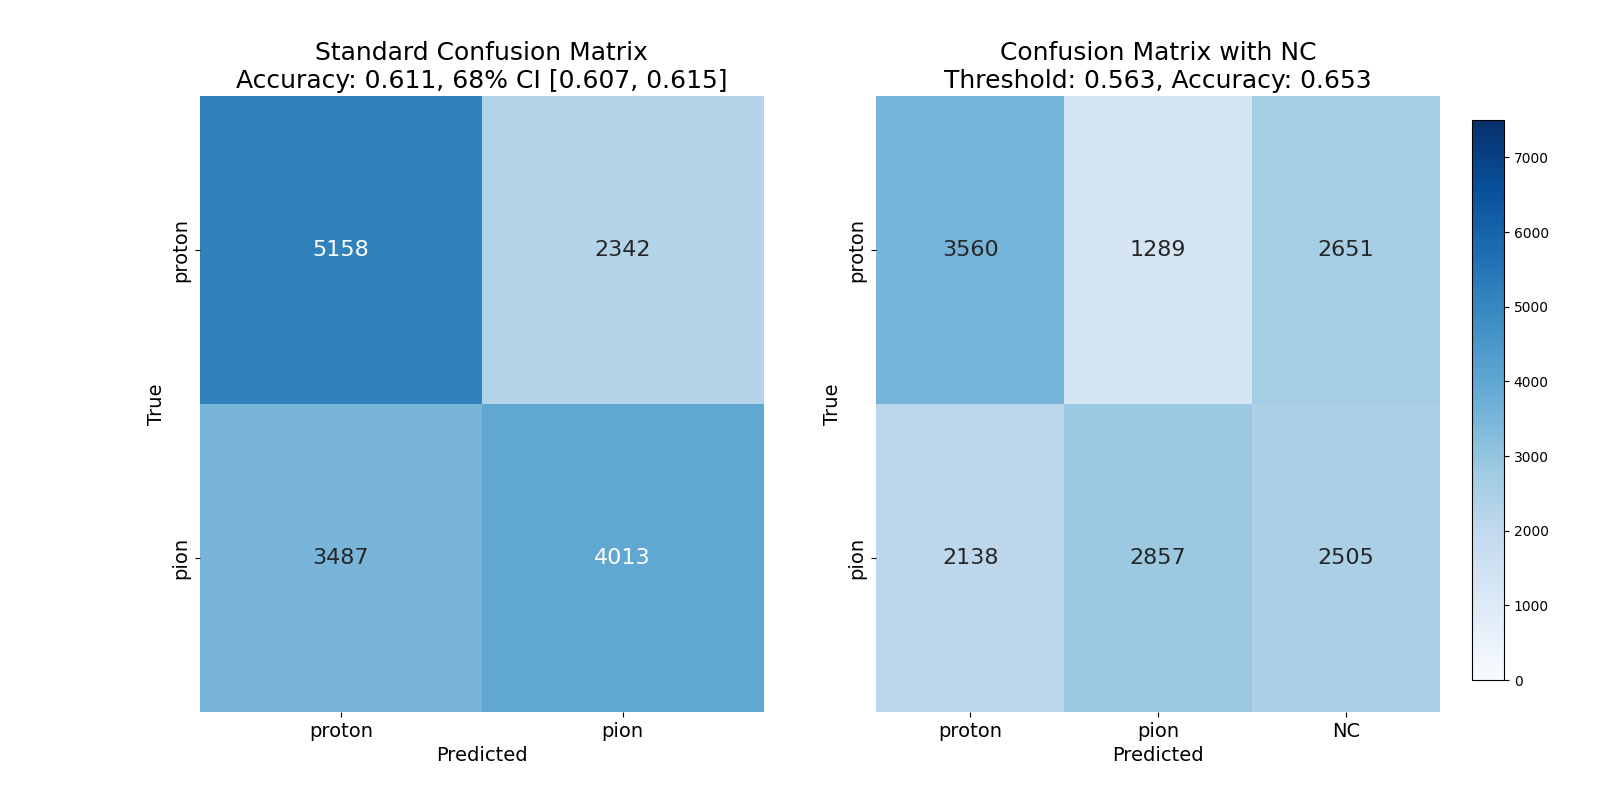 Standard Confusion Matrix
Accuracy: 0.611, 68% CI [0.607, 0.615]
True
proton
pion
5158
2342
3487
4013
proton
pion
Predicted
Confusion Matrix with NC
Threshold: 0.563, Accuracy: 0.653
True
proton
pion
3560
1289
2651
2138
2857
2505
proton
pion
NC
Predicted
7000
6000
5000
4000
3000
2000
1000
0